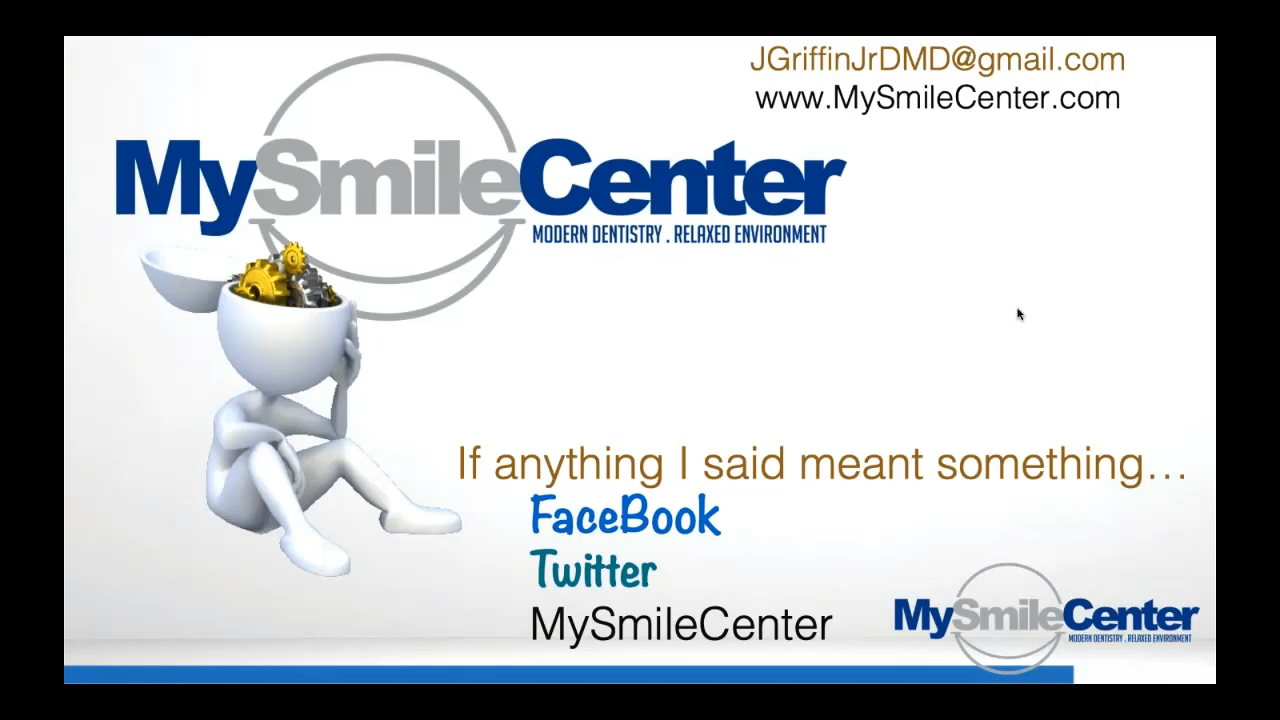 JGriffinJrDMD@gmail.com
www.MySmileCenter.com
MySmileCenter
MODERN DENTISTRY . RELAXED ENVIRONMENT
If anything I said meant something...
FaceBook
Twitter
MySmileCenter
MySmileCenter
MODERN DENTISTRY . RELAXED ENVIRONMENT